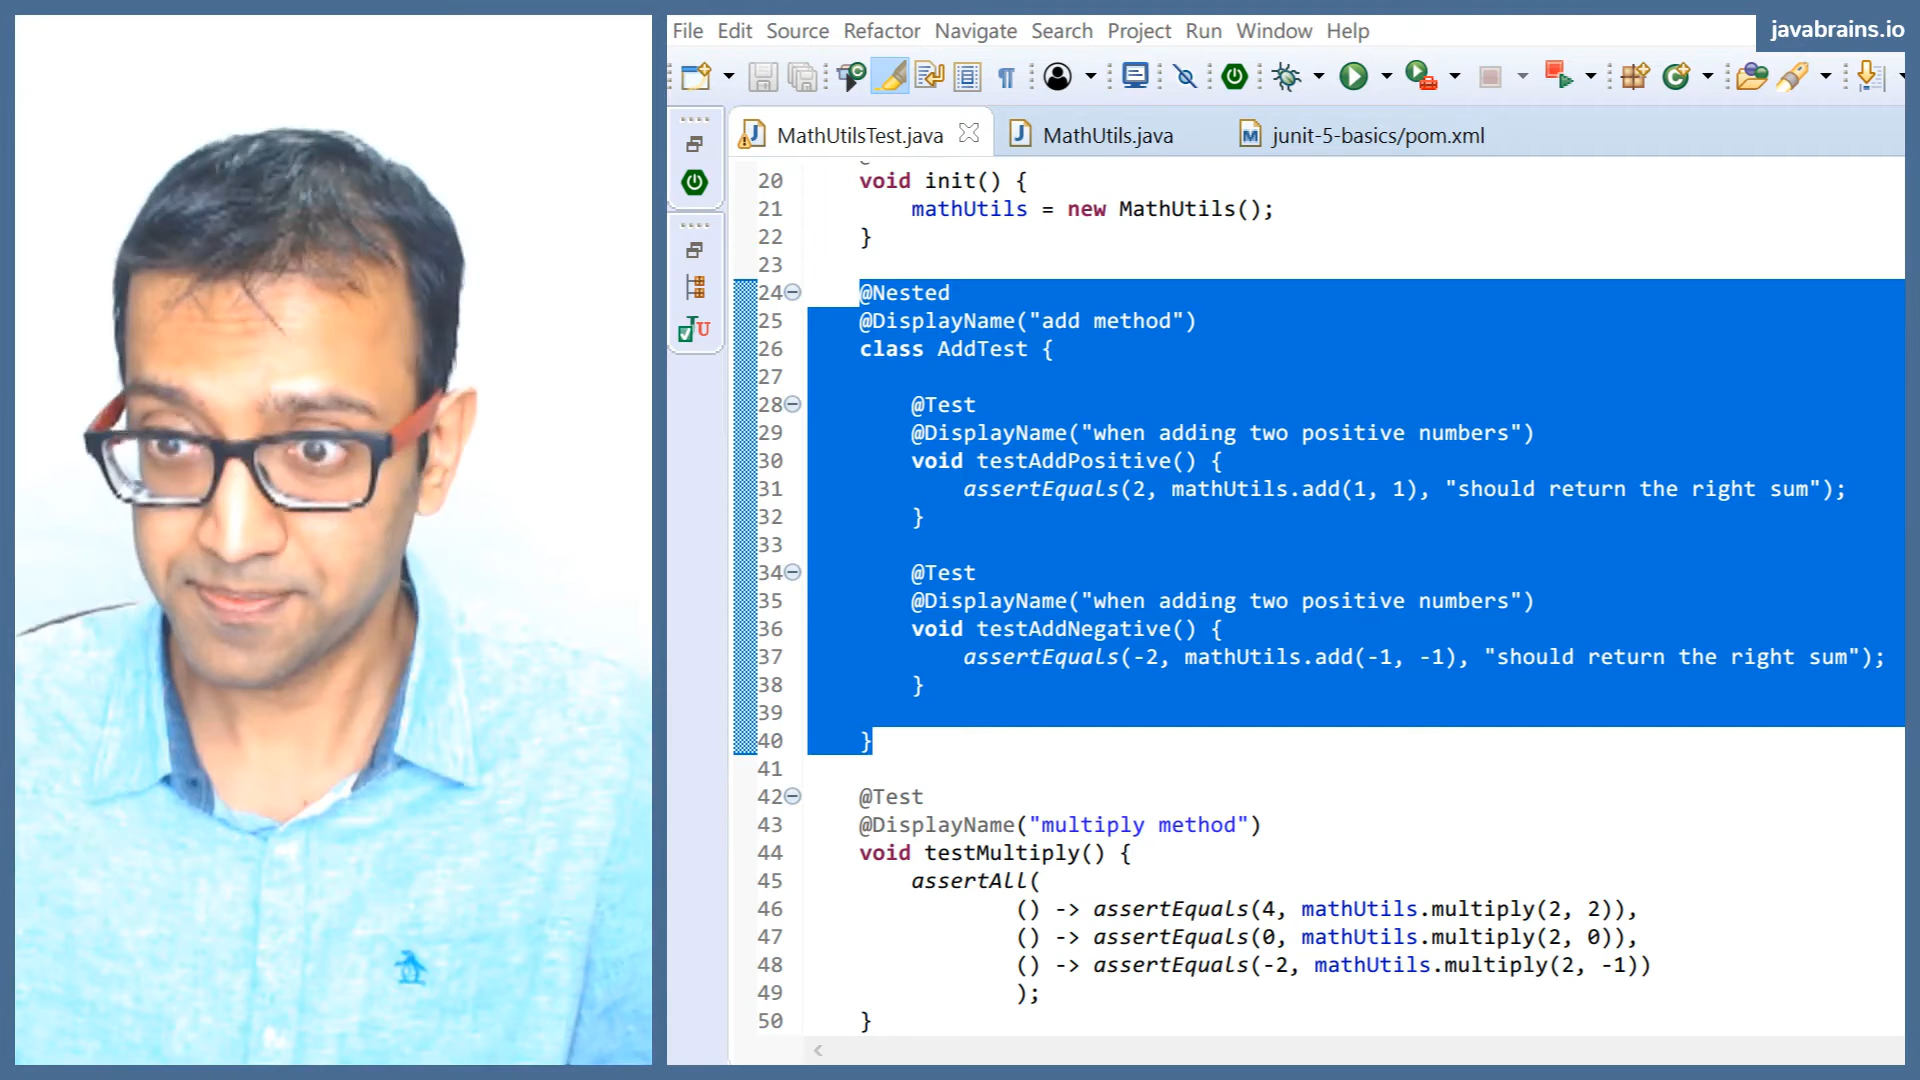 javabrains.io
File Edit Source Refactor Navigate Search Project Run Window Help
MathUtilsTest.java MathUtils.java junit-5-basics/pom.xml
20 void init() {
21 mathUtils = new MathUtils();
22 }
23
24 @Nested
25 @DisplayName("add method")
26 class AddTest {
27
28 @Test
29 @DisplayName("when adding two positive numbers")
30 void testAddPositive() {
31 assertEquals(2, mathUtils.add(1, 1), "should return the right sum");
32 }
33
34 @Test
35 @DisplayName("when adding two positive numbers")
36 void testAddNegative() {
37 assertEquals(-2, mathUtils.add(-1, -1), "should return the right sum");
38 }
39
40 }
41
42 @Test
43 @DisplayName("multiply method")
44 void testMultiply() {
45 assertAll(
46 () -> assertEquals(4, mathUtils.multiply(2, 2)),
47 () -> assertEquals(0, mathUtils.multiply(2, 0)),
48 () -> assertEquals(-2, mathUtils.multiply(2, -1))
49 );
50 }